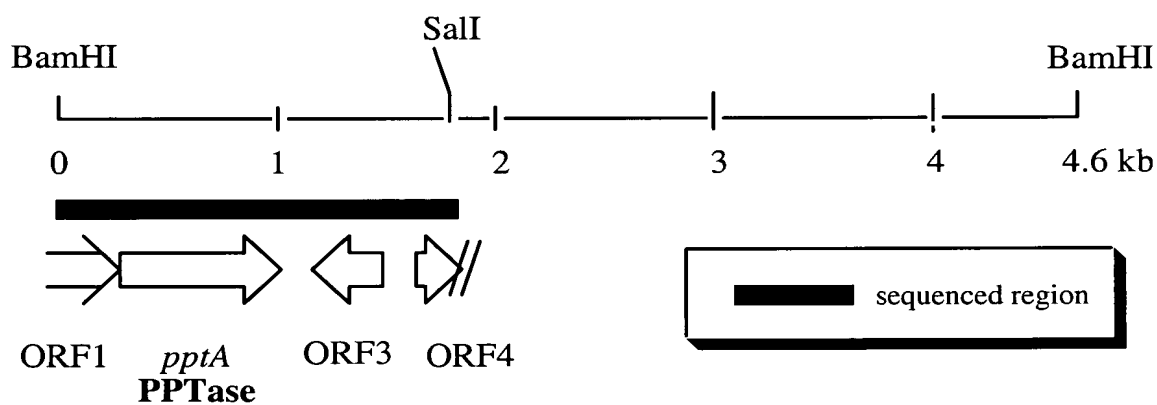 SalI
BamHI BamHI
0 1 2 3 4 4.6 kb
sequenced region
ORF1 pptA ORF3 ORF4
PPTase